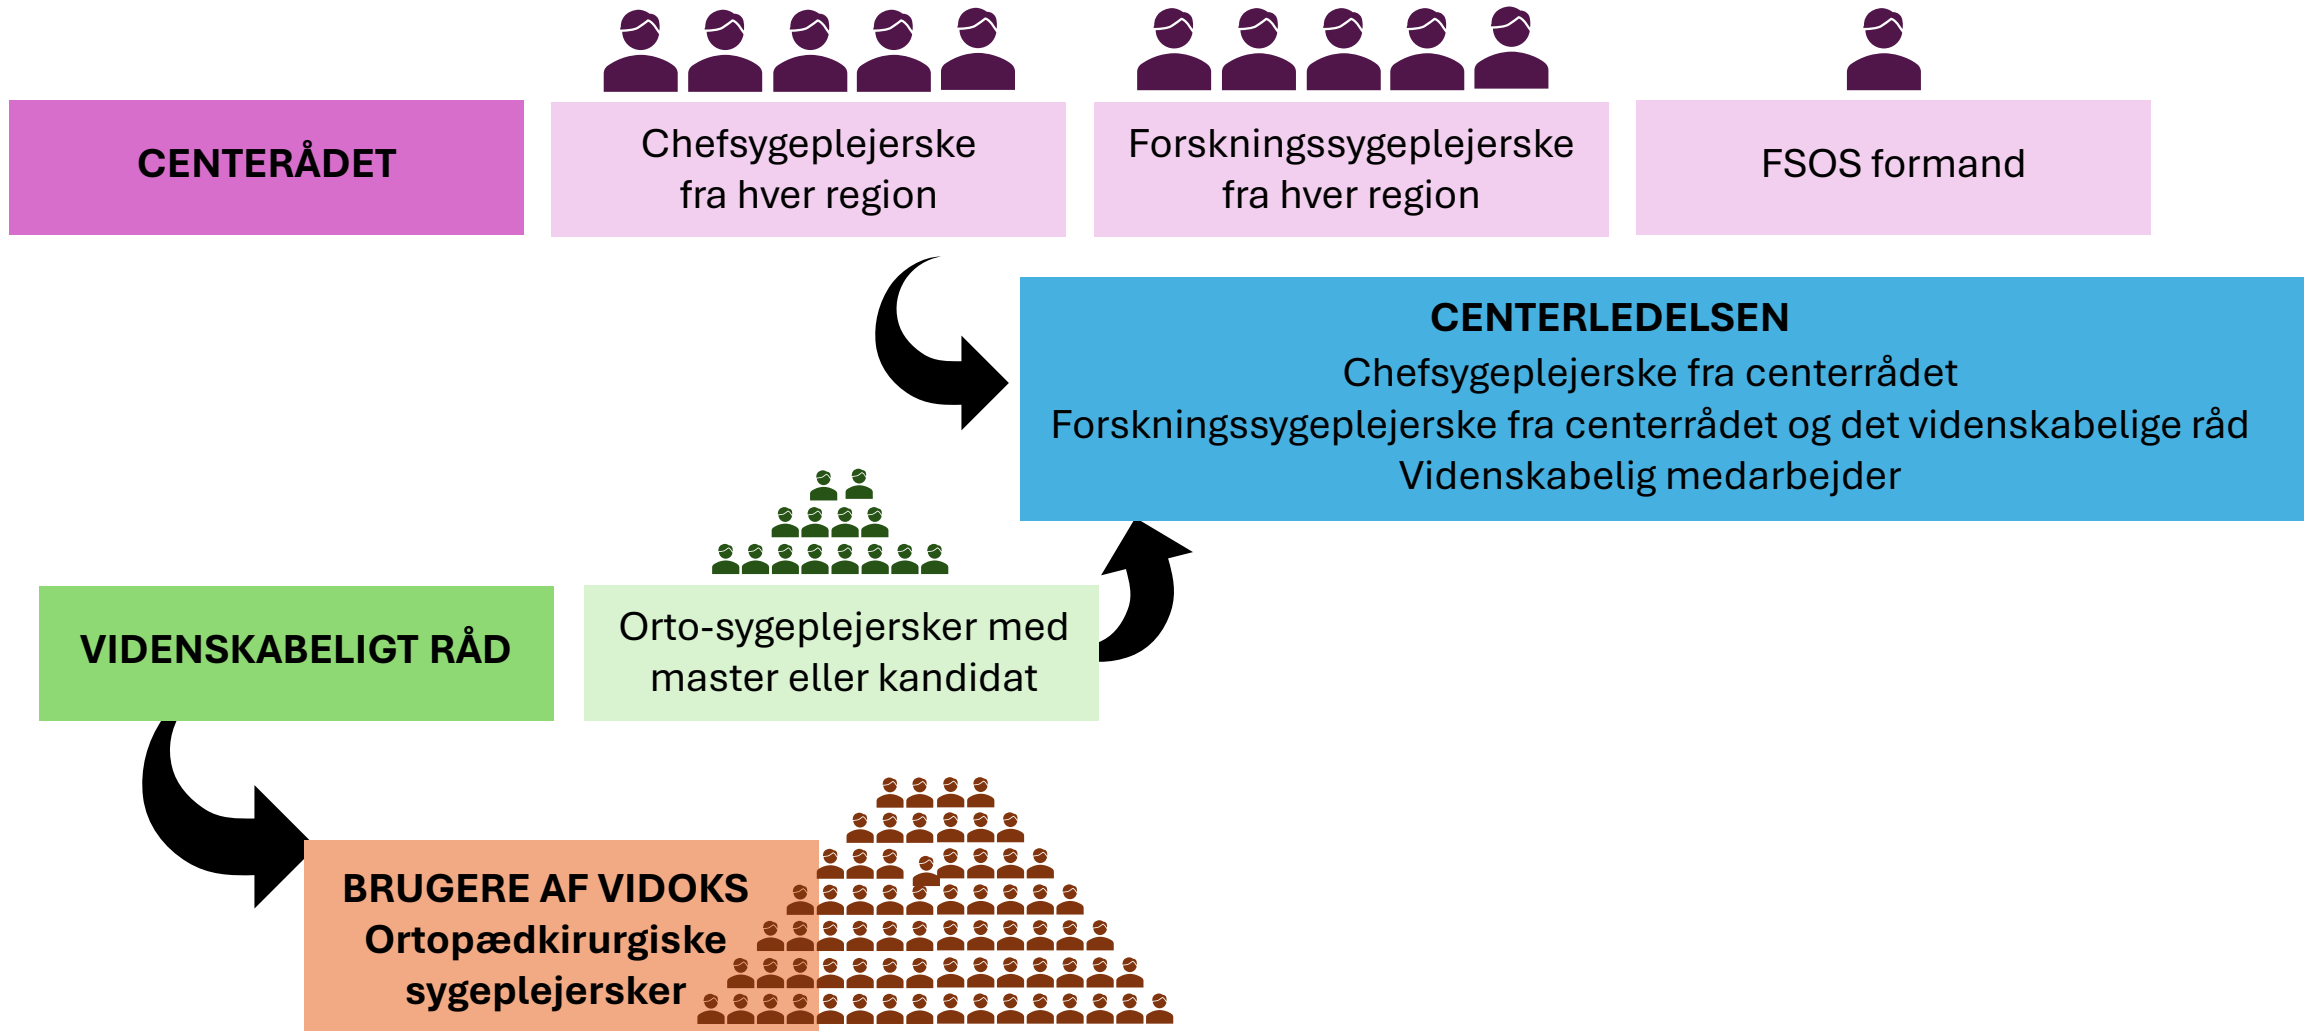 CENTERÅDET
Chefsygeplejerske
fra hver region
Forskningssygeplejerske
fra hver region
FSOS formand
CENTERLEDELSEN
Chefsygeplejerske fra centerrådet
Forskningssygeplejerske fra centerrådet og det videnskabelige råd
Videnskabelig medarbejder
VIDENSKABELIGT RÅD
Orto-sygeplejersker med
master eller kandidat
BRUGERE AF VIDOKS
Ortopædkirurgiske
sygeplejersker